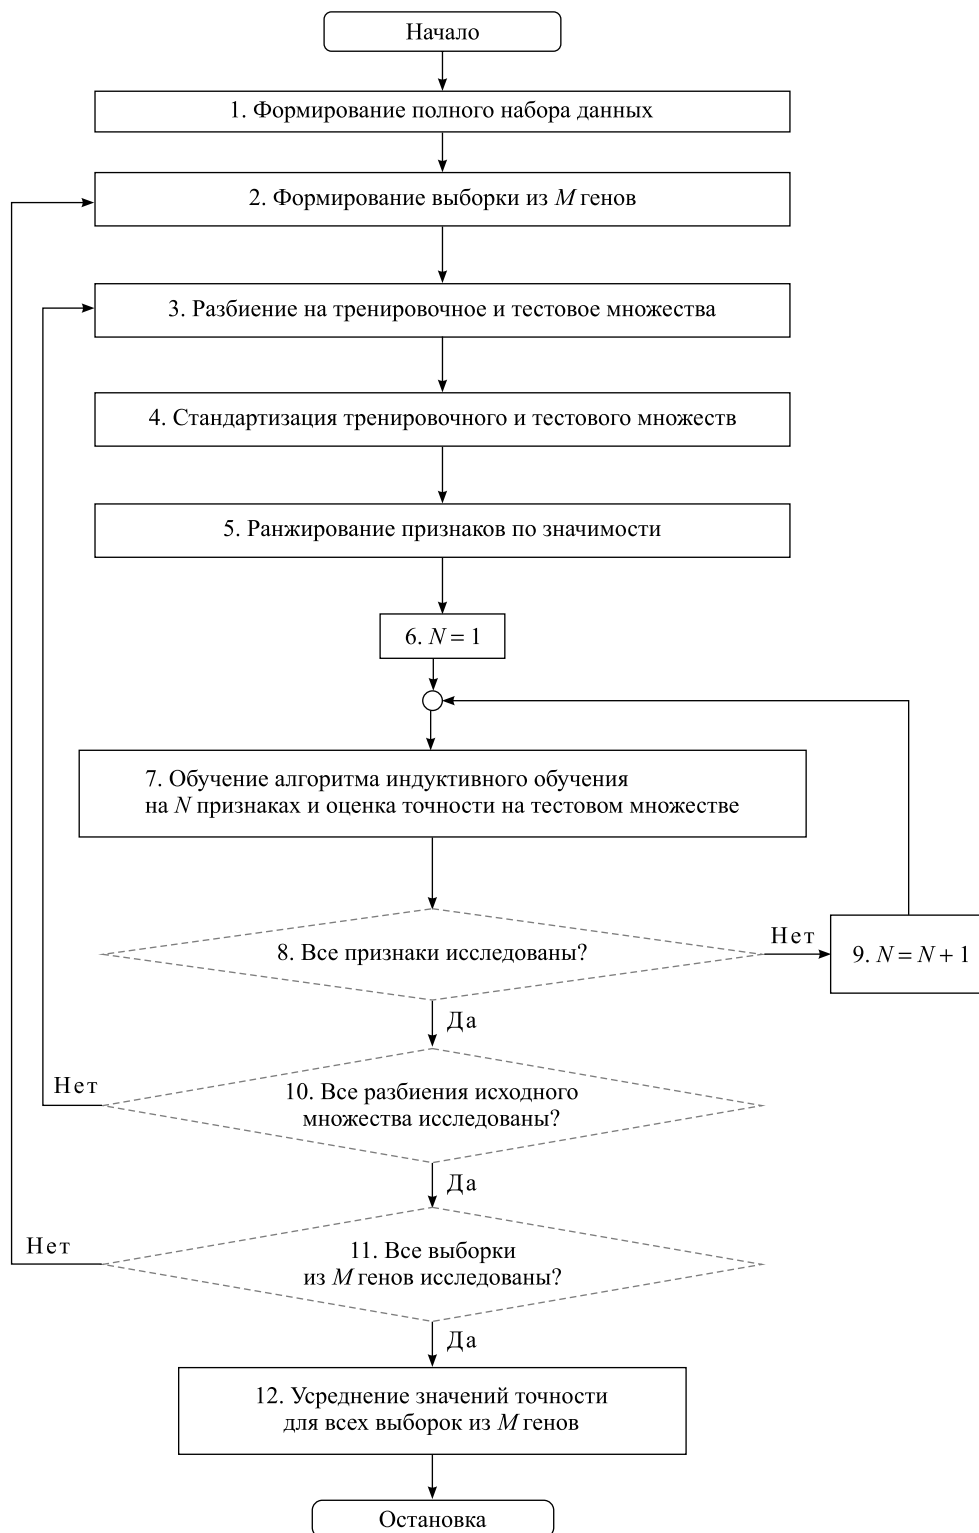 Начало
1. Формирование полного набора данных
2. Формирование выборки из M генов
3. Разбиение на тренировочное и тестовое множества
4. Стандартизация тренировочного и тестового множеств
5. Ранжирование признаков по значимости
6. N = 1
7. Обучение алгоритма индуктивного обучения
на N признаках и оценка точности на тестовом множестве
8. Все признаки исследованы?
Нет
9. N = N + 1
Да
Нет
10. Все разбиения исходного
множества исследованы?
Да
Нет
11. Все выборки
из M генов исследованы?
Да
12. Усреднение значений точности
для всех выборок из M генов
Остановка